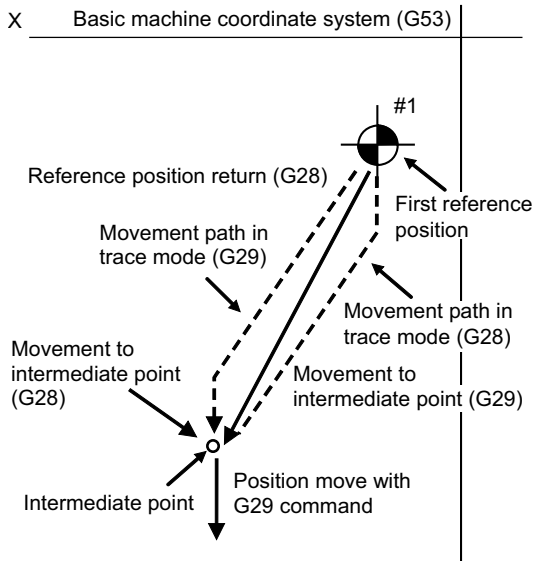 X
Basic machine coordinate system (G53)
#1
Reference position return (G28)
First reference
position
Movement path in
trace mode (G29)
Movement path in
trace mode (G28)
Movement to
intermediate point
(G28)
Movement to
intermediate point (G29)
Intermediate point
Position move with
G29 command